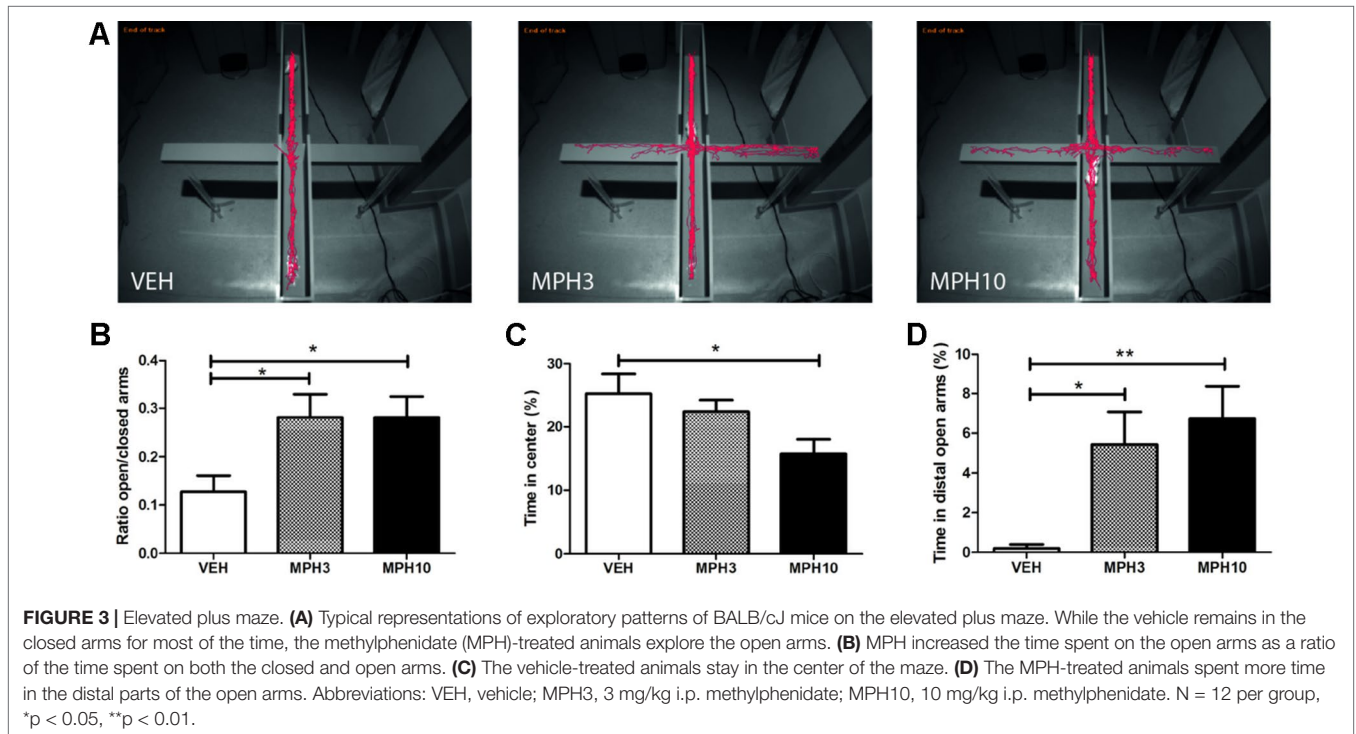 A
End of track
End of track
End of track
VEH
MPH3
MPH10
B
Ratio open/closed arms
0.4
0.3
0.2
0.1
0.0
*
*
VEH
MPH3
MPH10
C
Time in center (%)
30
20
10
0
*
VEH
MPH3
MPH10
D
Time in distal open arms (%)
10
8
6
4
2
0
**
*
VEH
MPH3
MPH10
FIGURE 3 | Elevated plus maze. (A) Typical representations of exploratory patterns of BALB/cJ mice on the elevated plus maze. While the vehicle remains in the
closed arms for most of the time, the methylphenidate (MPH)-treated animals explore the open arms. (B) MPH increased the time spent on the open arms as a ratio
of the time spent on both the closed and open arms. (C) The vehicle-treated animals stay in the center of the maze. (D) The MPH-treated animals spent more time
in the distal parts of the open arms. Abbreviations: VEH, vehicle; MPH3, 3 mg/kg i.p. methylphenidate; MPH10, 10 mg/kg i.p. methylphenidate. N = 12 per group,
*p < 0.05, **p < 0.01.